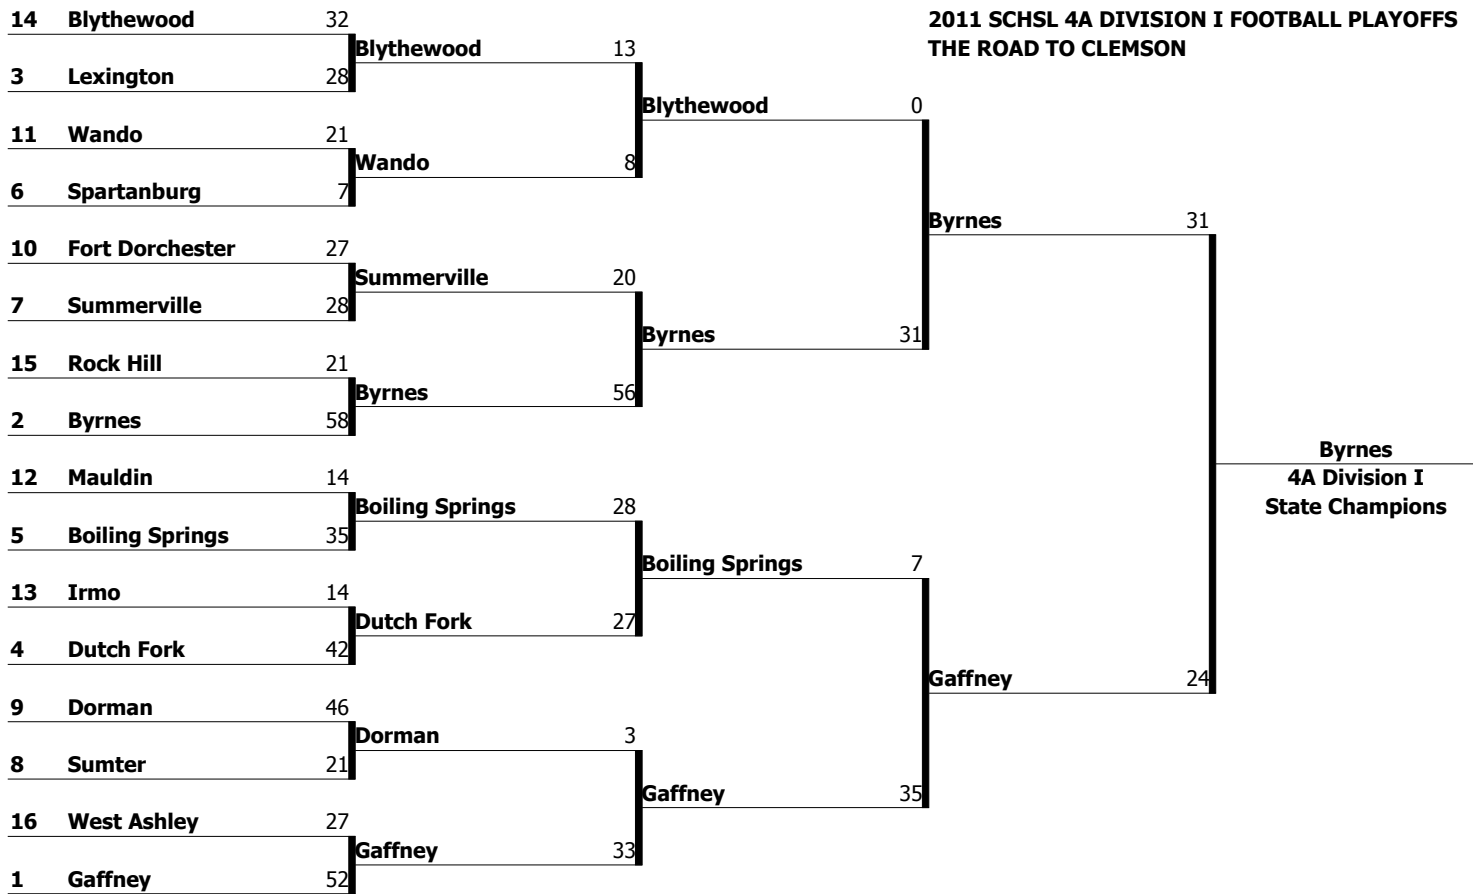 2011 SCHSL 4A DIVISION I FOOTBALL PLAYOFFS
THE ROAD TO CLEMSON
14 Blythewood 32
3 Lexington 28
11 Wando 21
6 Spartanburg 7
10 Fort Dorchester 27
7 Summerville 28
15 Rock Hill 21
2 Byrnes 58
12 Mauldin 14
5 Boiling Springs 35
13 Irmo 14
4 Dutch Fork 42
9 Dorman 46
8 Sumter 21
16 West Ashley 27
1 Gaffney 52
Blythewood 13
Wando 8
Summerville 20
Byrnes 56
Boiling Springs 28
Dutch Fork 27
Dorman 3
Gaffney 33
Blythewood 0
Byrnes 31
Boiling Springs 7
Gaffney 35
Byrnes 31
Gaffney 24
Byrnes
4A Division I
State Champions